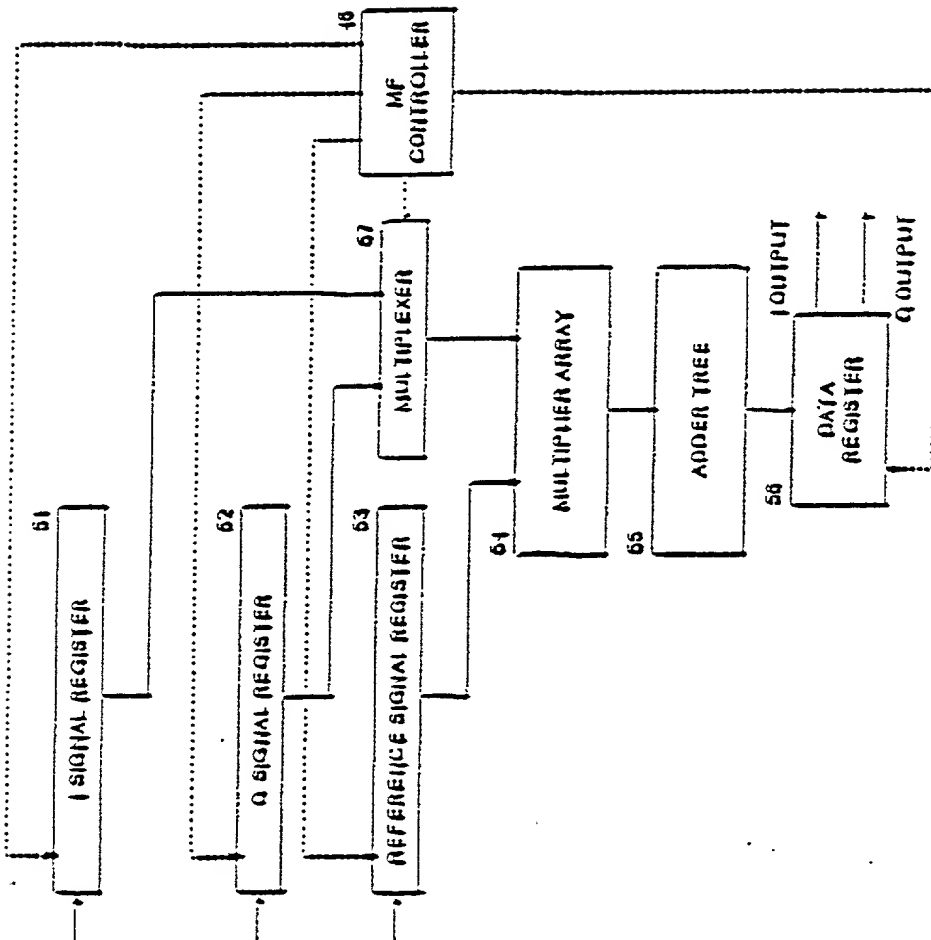 51
I SIGNAL REGISTER
52
Q SIGNAL REGISTER
53
REFERENCE SIGNAL REGISTER
MF
CONTROLLER
57
MULTIPLEXER
54
MULTIPLIER ARRAY
55
ADDER TREE
56
DATA
REGISTER
I OUTPUT
Q OUTPUT